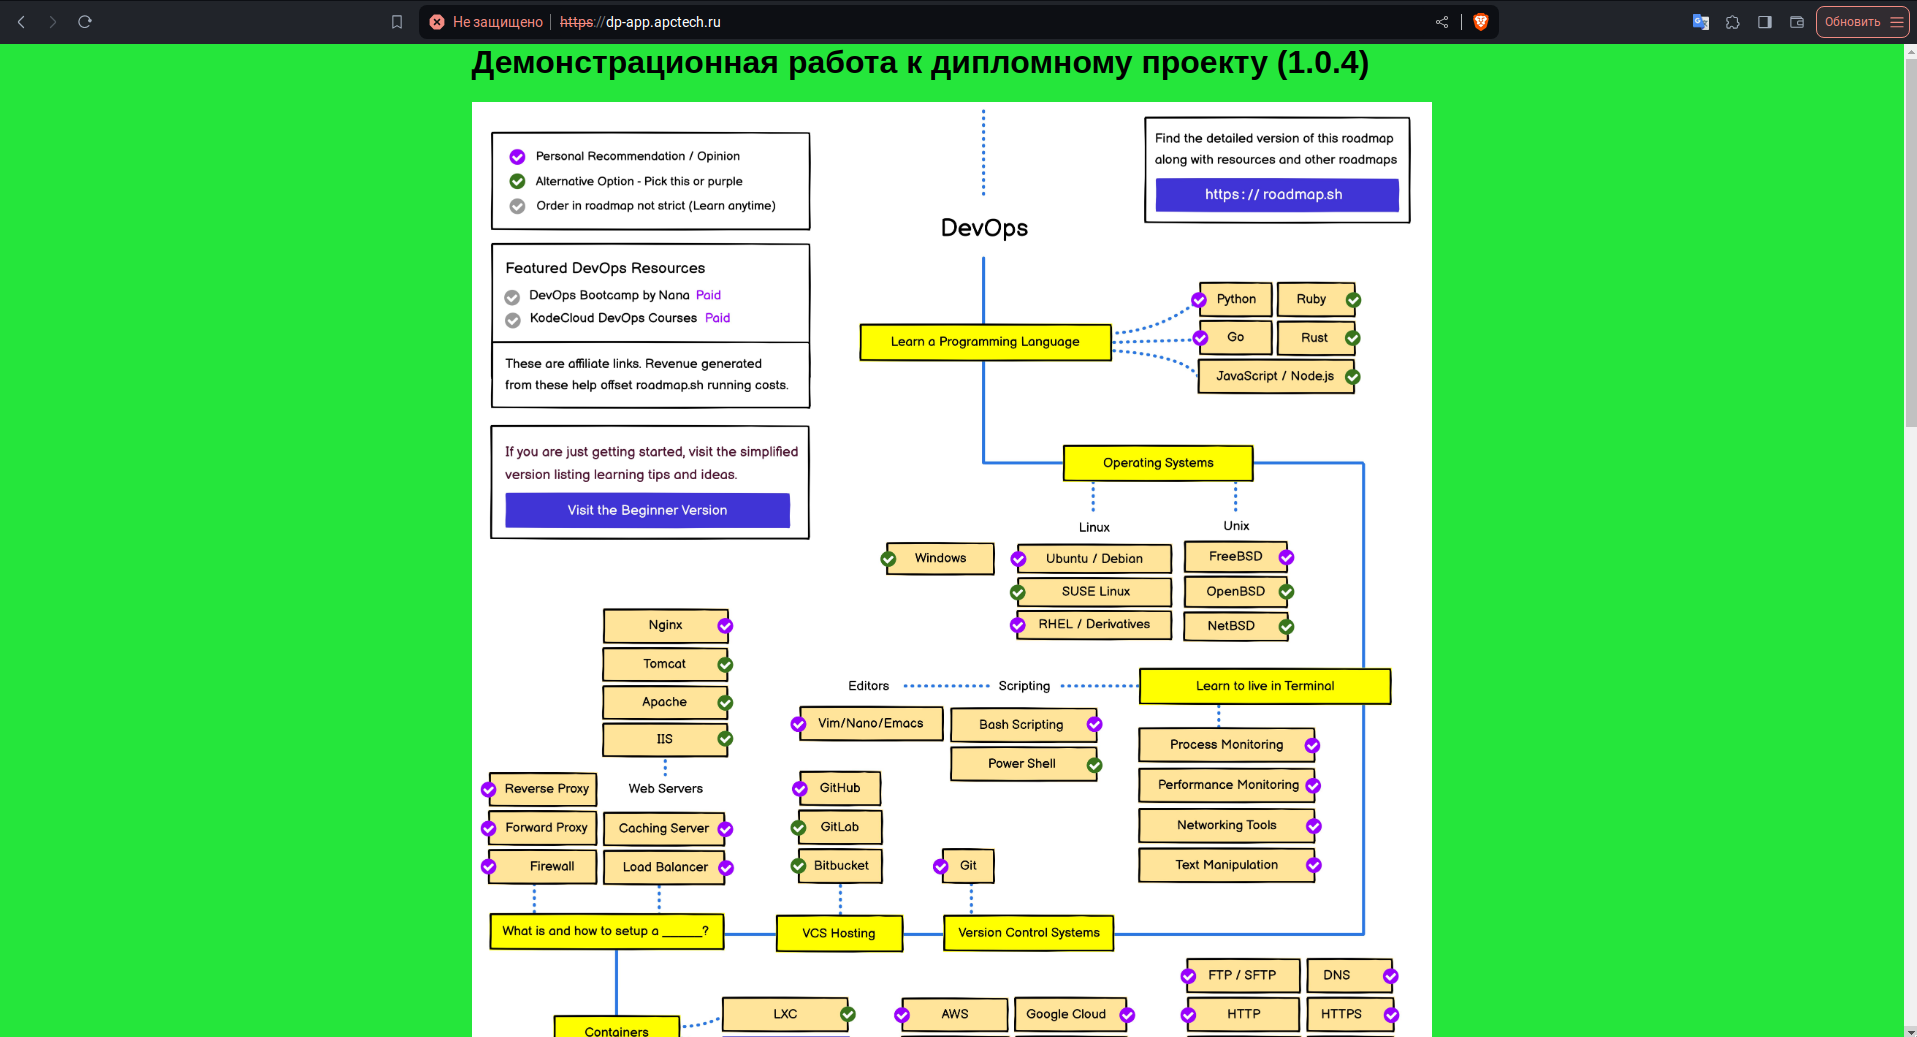 Не защищено
https://dp-app.apctech.ru
Обновить
Демонстрационная работа к дипломному проекту (1.0.4)
Personal Recommendation / Opinion
Alternative Option - Pick this or purple
Order in roadmap not strict (Learn anytime)
Find the detailed version of this roadmap
along with resources and other roadmaps
https://roadmap.sh
DevOps
Featured DevOps Resources
DevOps Bootcamp by Nana Paid
KodeCloud DevOps Courses Paid
These are affiliate links. Revenue generated
from these help offset roadmap.sh running costs.
Learn a Programming Language
Python
Ruby
Go
Rust
JavaScript / Node.js
If you are just getting started, visit the simplified
version listing learning tips and ideas.
Visit the Beginner Version
Operating Systems
Linux
Unix
Windows
Ubuntu / Debian
SUSE Linux
RHEL / Derivatives
FreeBSD
OpenBSD
NetBSD
Nginx
Tomcat
Apache
IIS
Web Servers
Editors
Scripting
Learn to live in Terminal
Vim/Nano/Emacs
Bash Scripting
Power Shell
Process Monitoring
Performance Monitoring
Networking Tools
Text Manipulation
Reverse Proxy
Forward Proxy
Firewall
Caching Server
Load Balancer
GitHub
GitLab
Bitbucket
Git
What is and how to setup a ______?
VCS Hosting
Version Control Systems
FTP / SFTP
DNS
HTTP
HTTPS
Containers
LXC
AWS
Google Cloud